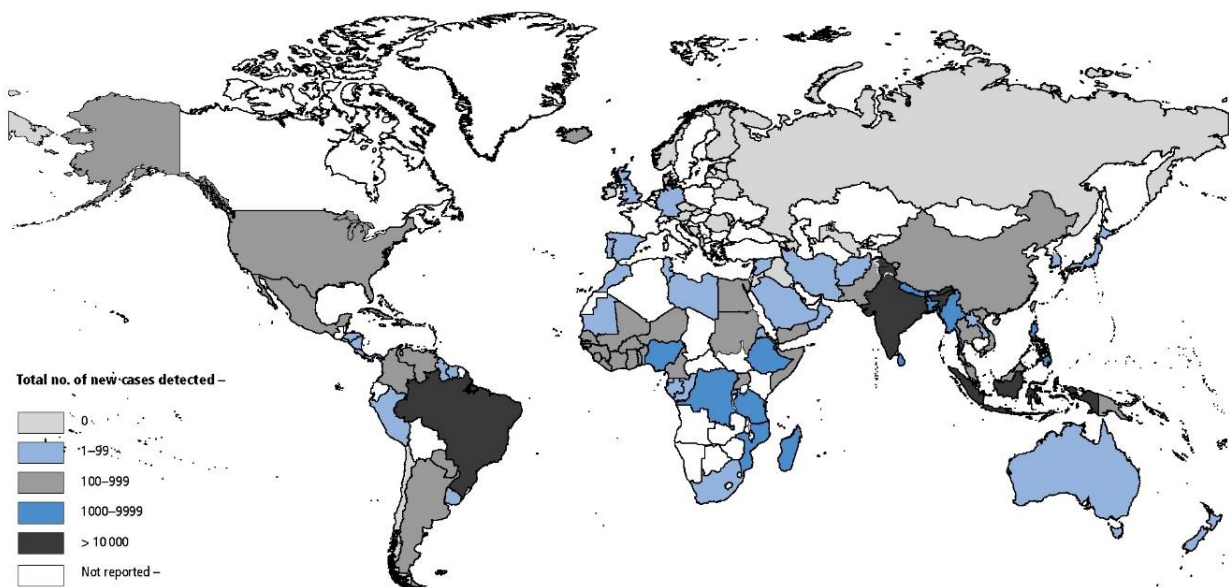 Total no. of new cases detected –
0
1–99
100–999
1000–9999
> 10 000
Not reported –